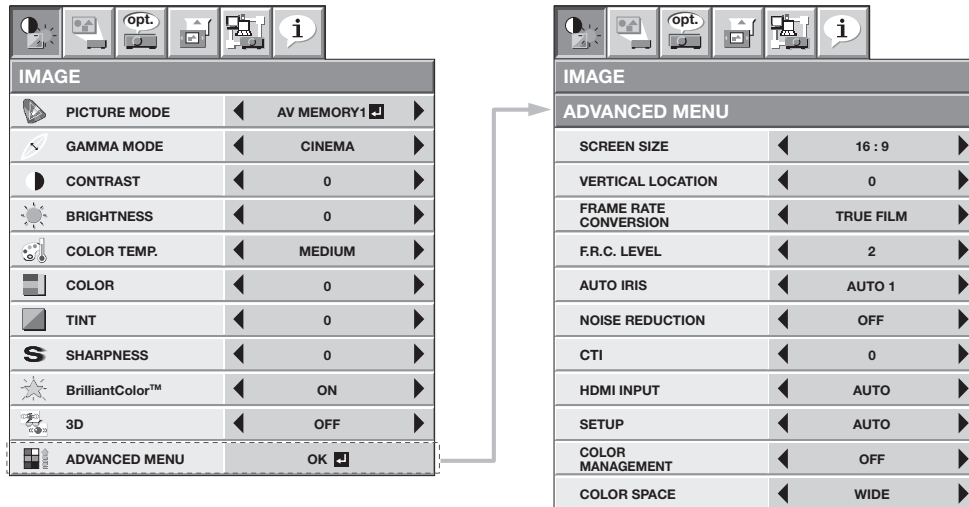 opt.
IMAGE
PICTURE MODE AV MEMORY1
GAMMA MODE CINEMA
CONTRAST 0
BRIGHTNESS 0
COLOR TEMP. MEDIUM
COLOR 0
TINT 0
S SHARPNESS 0
BrilliantColor™ ON
3D OFF
ADVANCED MENU OK
opt.
IMAGE
ADVANCED MENU
SCREEN SIZE 16 : 9
VERTICAL LOCATION 0
FRAME RATE
CONVERSION TRUE FILM
F.R.C. LEVEL 2
AUTO IRIS AUTO 1
NOISE REDUCTION OFF
CTI 0
HDMI INPUT AUTO
SETUP AUTO
COLOR
MANAGEMENT OFF
COLOR SPACE WIDE